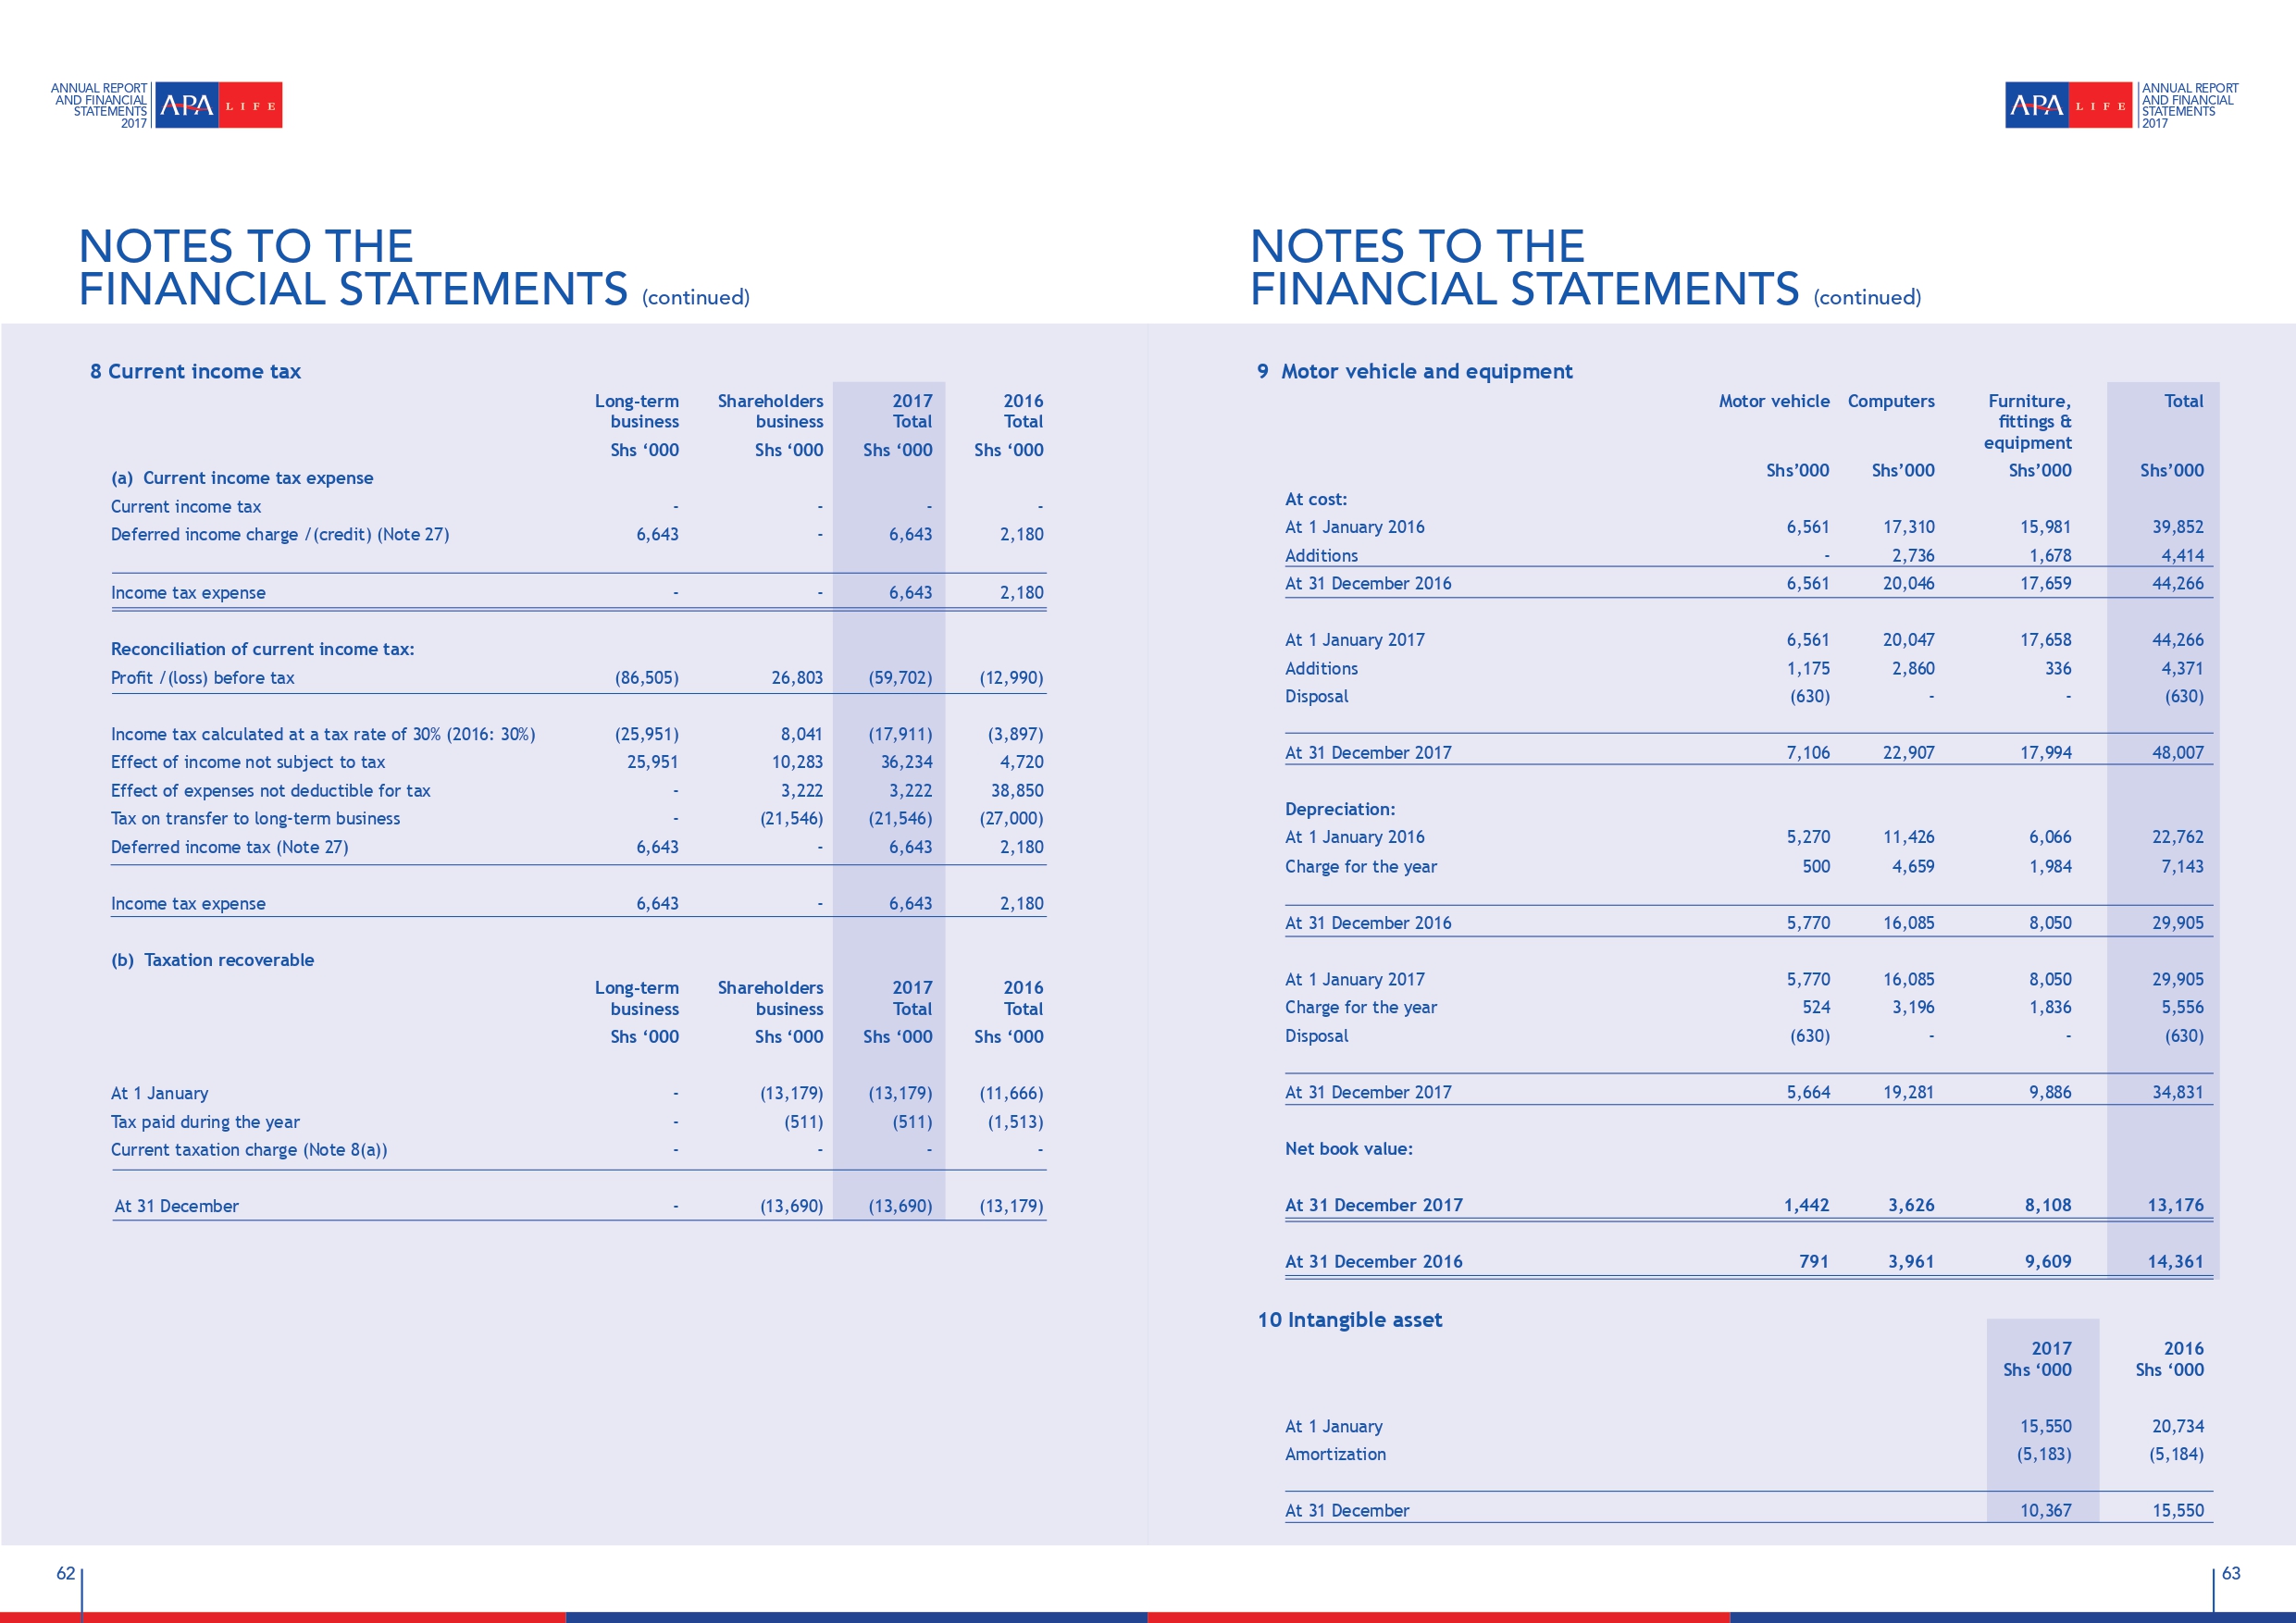 ANNUAL REPORT
AND FINANCIAL
STATEMENTS
2017
APA LIFE
NOTES TO THE
FINANCIAL STATEMENTS (continued)
8 Current income tax
Long-term Shareholders 2017 2016
business business Total Total
Shs ‘000 Shs ‘000 Shs ‘000 Shs ‘000
(a) Current income tax expense
Current income tax - - - -
Deferred income charge /(credit) (Note 27) 6,643 - 6,643 2,180
Income tax expense - - 6,643 2,180
Reconciliation of current income tax:
Profit /(loss) before tax (86,505) 26,803 (59,702) (12,990)
Income tax calculated at a tax rate of 30% (2016: 30%) (25,951) 8,041 (17,911) (3,897)
Effect of income not subject to tax 25,951 10,283 36,234 4,720
Effect of expenses not deductible for tax - 3,222 3,222 38,850
Tax on transfer to long-term business - (21,546) (21,546) (27,000)
Deferred income tax (Note 27) 6,643 - 6,643 2,180
Income tax expense 6,643 - 6,643 2,180
(b) Taxation recoverable
Long-term Shareholders 2017 2016
business business Total Total
Shs ‘000 Shs ‘000 Shs ‘000 Shs ‘000
At 1 January - (13,179) (13,179) (11,666)
Tax paid during the year - (511) (511) (1,513)
Current taxation charge (Note 8(a)) - - - -
At 31 December - (13,690) (13,690) (13,179)
62
APA LIFE
ANNUAL REPORT
AND FINANCIAL
STATEMENTS
2017
NOTES TO THE
FINANCIAL STATEMENTS (continued)
9 Motor vehicle and equipment
Motor vehicle Computers Furniture, Total
fittings &
equipment
Shs’000 Shs’000 Shs’000 Shs’000
At cost:
At 1 January 2016 6,561 17,310 15,981 39,852
Additions - 2,736 1,678 4,414
At 31 December 2016 6,561 20,046 17,659 44,266
At 1 January 2017 6,561 20,047 17,658 44,266
Additions 1,175 2,860 336 4,371
Disposal (630) - - (630)
At 31 December 2017 7,106 22,907 17,994 48,007
Depreciation:
At 1 January 2016 5,270 11,426 6,066 22,762
Charge for the year 500 4,659 1,984 7,143
At 31 December 2016 5,770 16,085 8,050 29,905
At 1 January 2017 5,770 16,085 8,050 29,905
Charge for the year 524 3,196 1,836 5,556
Disposal (630) - - (630)
At 31 December 2017 5,664 19,281 9,886 34,831
Net book value:
At 31 December 2017 1,442 3,626 8,108 13,176
At 31 December 2016 791 3,961 9,609 14,361
10 Intangible asset
2017 2016
Shs ‘000 Shs ‘000
At 1 January 15,550 20,734
Amortization (5,183) (5,184)
At 31 December 10,367 15,550
63